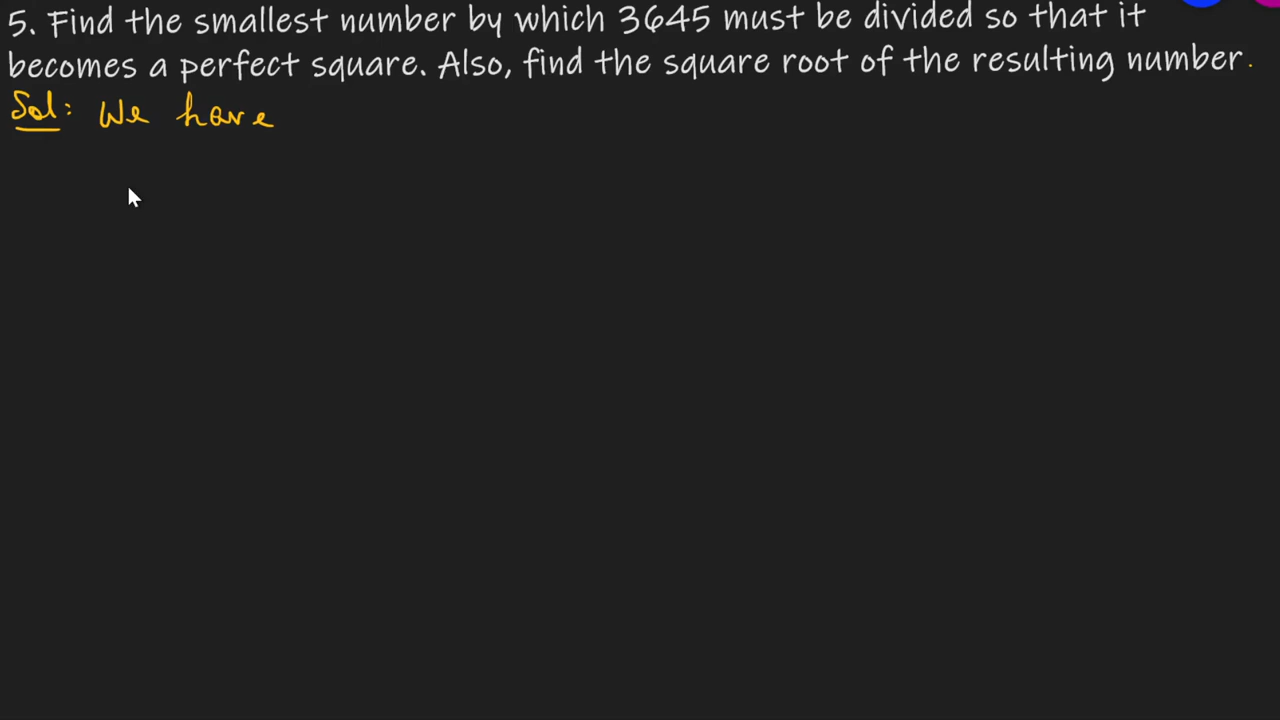 5. Find the smallest number by which 3645 must be divided so that it
becomes a perfect square. Also, find the square root of the resulting number.
Sol: We have